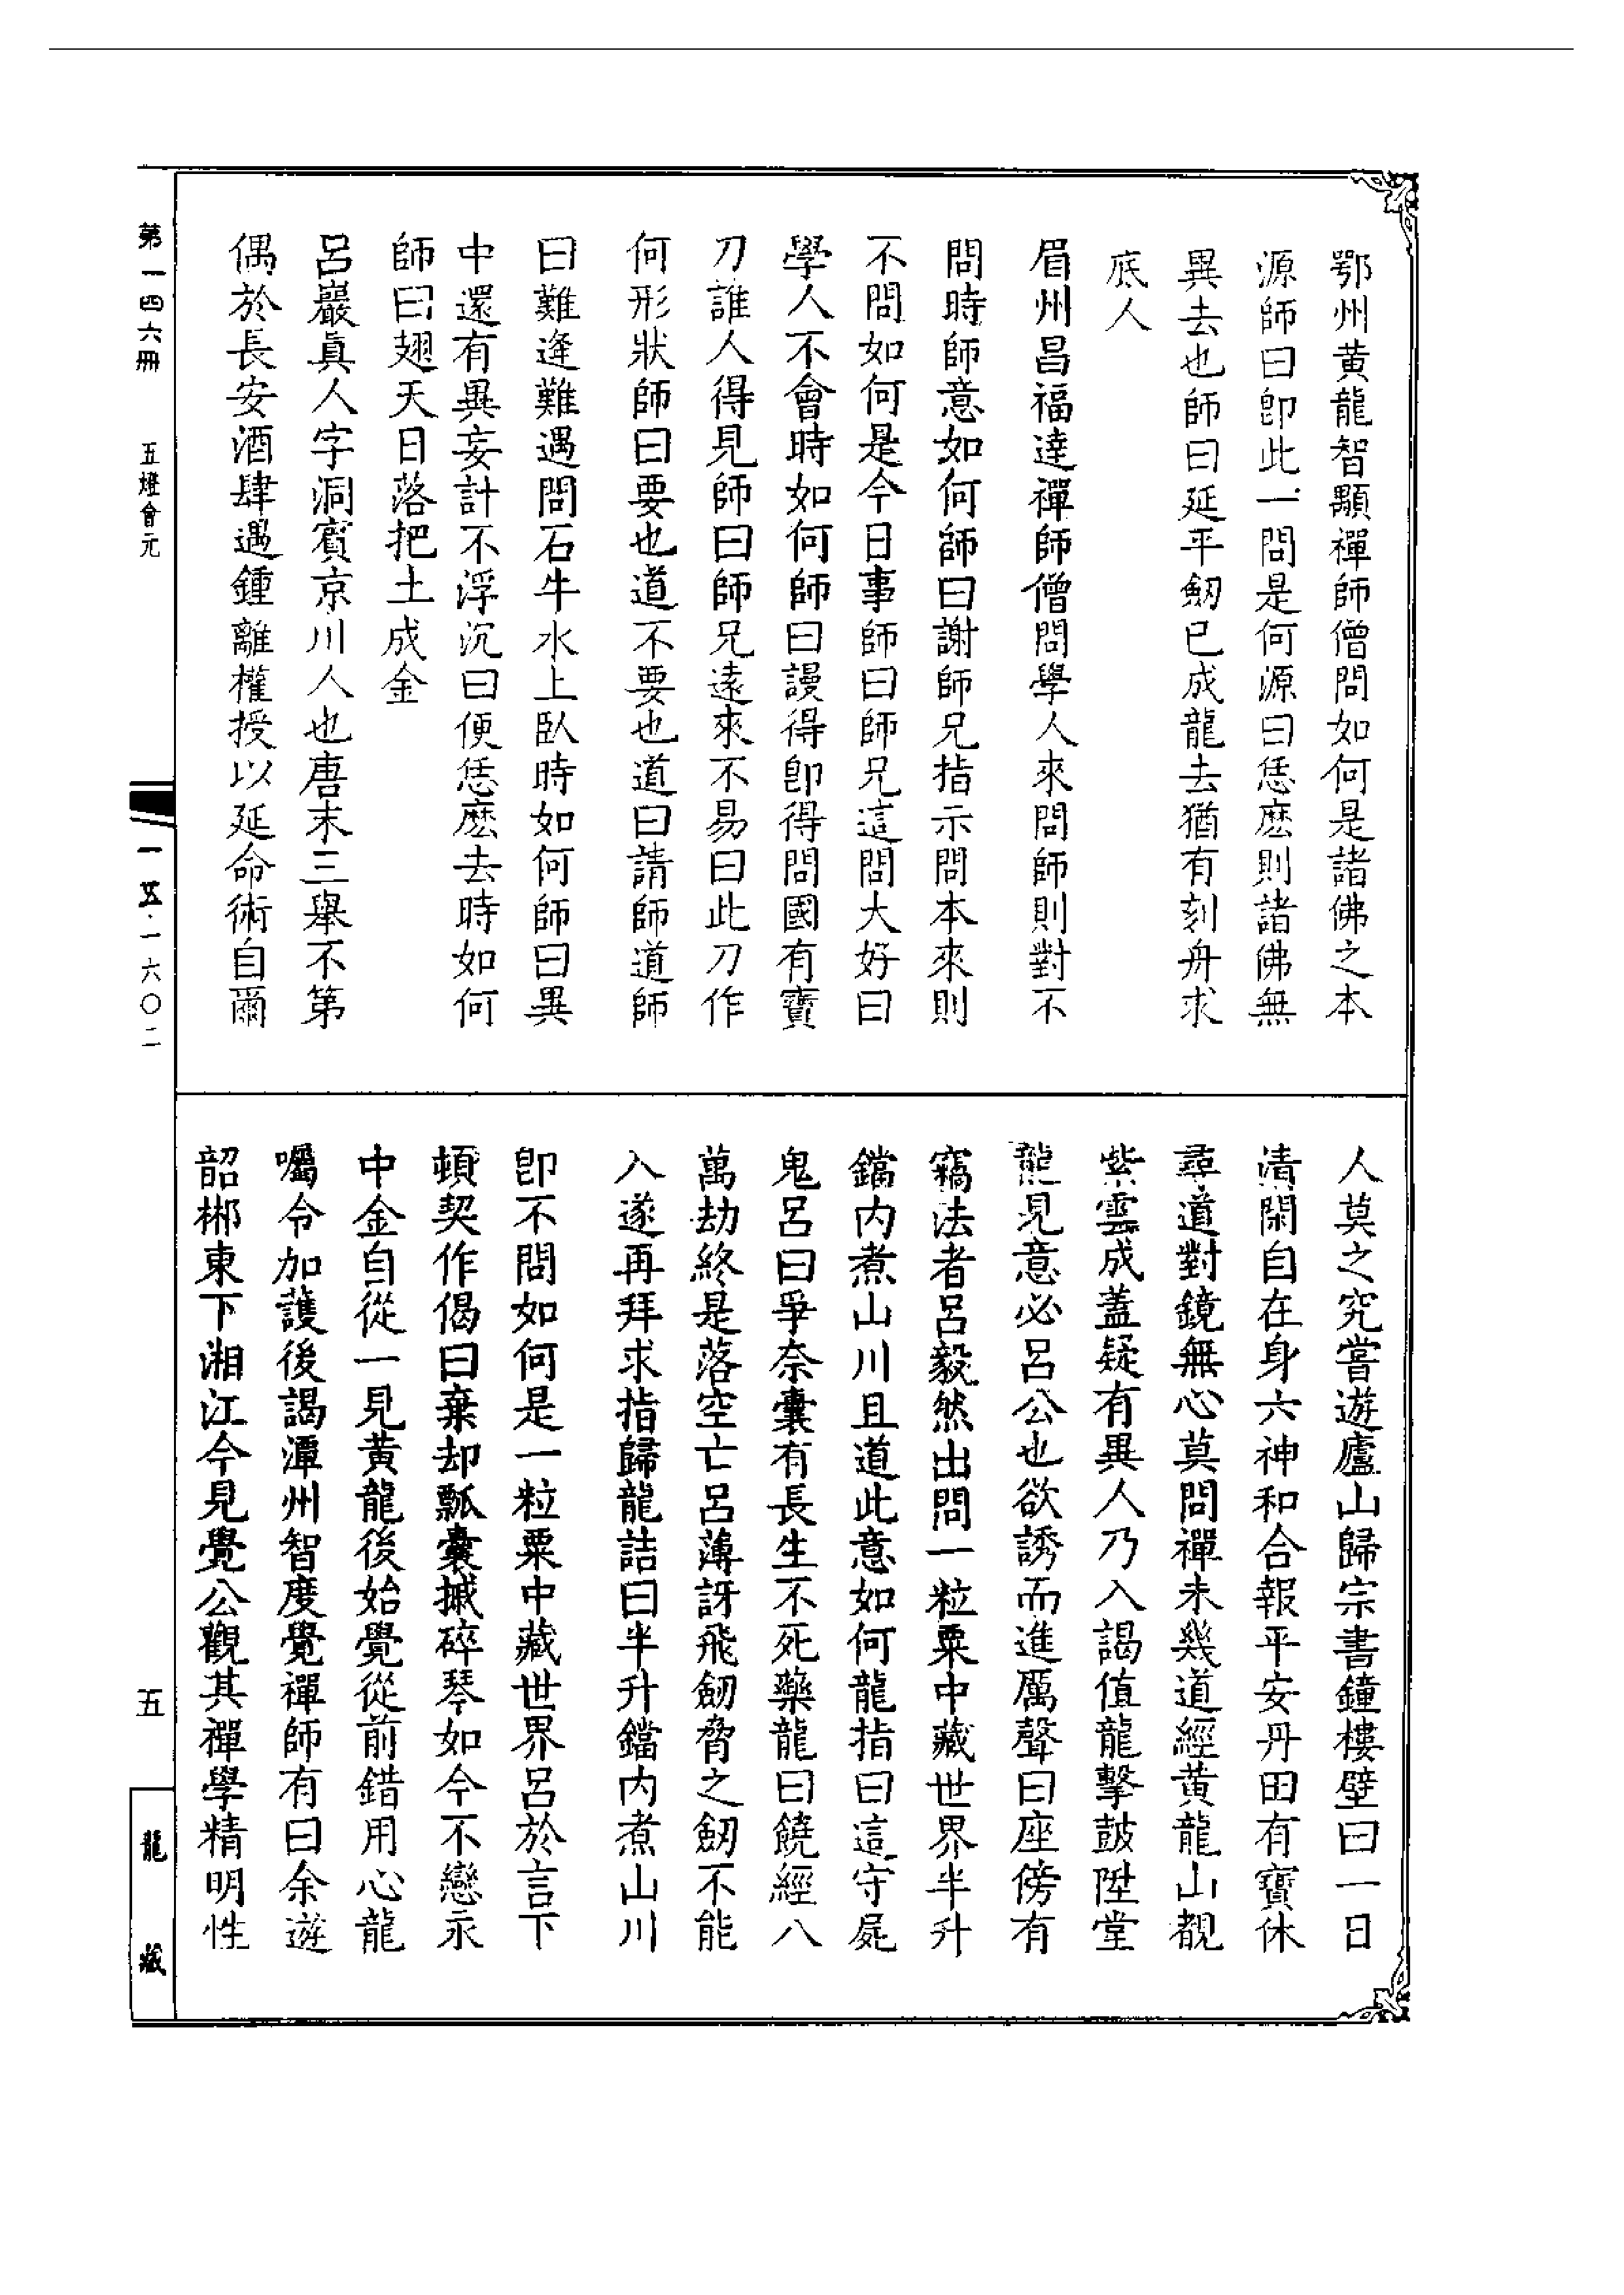 鄂州黄龍智顒禪師僧問如何是諸佛之本
源師曰卽此一問是何源曰恁麽則諸佛無
異去也師曰延平劒已成龍去猶有刻舟求
底人
眉州昌福達禪師僧問學人來問師則對不
問時師意如何師曰謝師兄指示問本來則
不問如何是今日事師曰師兄這問大好曰
學人不會時如何師曰謾得卽得問國有寶
刀誰人得見師曰師兄遠來不易曰此刀作
何形狀師曰要也道不要也道曰請師道師
曰難逢難遇問石牛水上臥時如何師曰異
中還有異妄計不浮沉曰便恁麽去時如何
師曰翅天日落把土成金
呂巖眞人字洞賓京川人也唐末三舉不第
偶於長安酒肆遇鍾離權授以延命術自爾
人莫之究嘗遊廬山歸宗書鐘樓壁曰一日
清閑自在身六神和合報平安丹田有寶休
尋道對鏡無心莫問禪未幾道經黄龍山覩
紫雲成蓋疑有異人乃入謁值龍擊鼓陞堂
龍見意必呂公也欲誘而進厲聲曰座傍有
竊法者呂毅然出問一粒粟中藏世界半升
鐺内煮山川且道此意如何龍指曰這守屍
鬼呂曰爭奈囊有長生不死藥龍曰饒經八
萬劫終是落空亡呂薄訝飛劒脅之劒不能
入遂再拜求指歸龍詰曰半升鐺内煮山川
卽不問如何是一粒粟中藏世界呂於言下
頓契作偈曰棄却瓢囊摵碎琴如今不戀汞
中金自從一見黄龍後始覺從前錯用心龍
囑令加護後謁潭州智度覺禪師有曰余遊
韶郴東下湘江今見覺公觀其禪學精明性
第一四六冊　五燈會元　一五五·一六〇二　五　龍藏